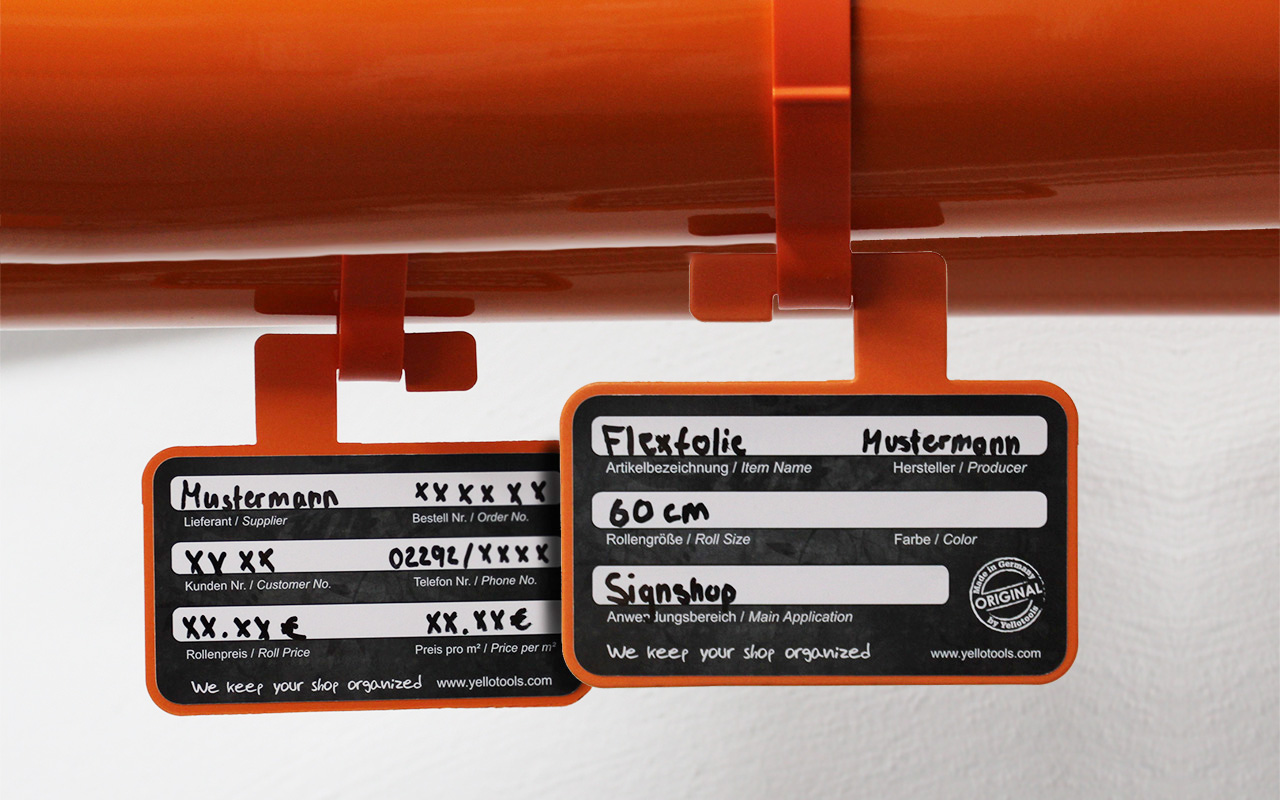 Mustermann xxxxxx
Lieferant / Supplier Bestell Nr. / Order No.
xxxx 02292/xxxx
Kunden Nr. / Customer No. Telefon Nr. / Phone No.
xx.xx€ xx.xx€
Rollenpreis / Roll Price Preis pro m² / Price per m²
We keep your shop organized www.yellotools.com
Flexfolie Mustermann
Artikelbezeichnung / Item Name Hersteller / Producer
60 cm
Rollengröße / Roll Size Farbe / Color
Signshop
Anwendungsbereich / Main Application
Made in Germany
ORIGINAL
by Yellotools
We keep your shop organized www.yellotools.com